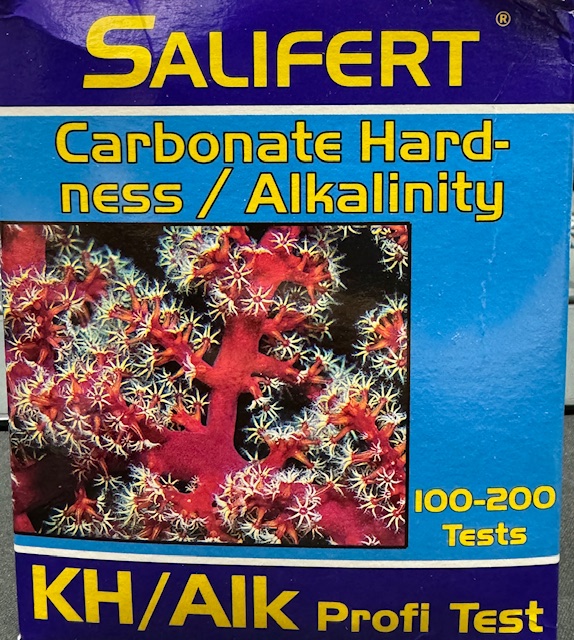 SALIFERT®
Carbonate Hard-
ness / Alkalinity
100-200
Tests
KH/Alk Profi Test